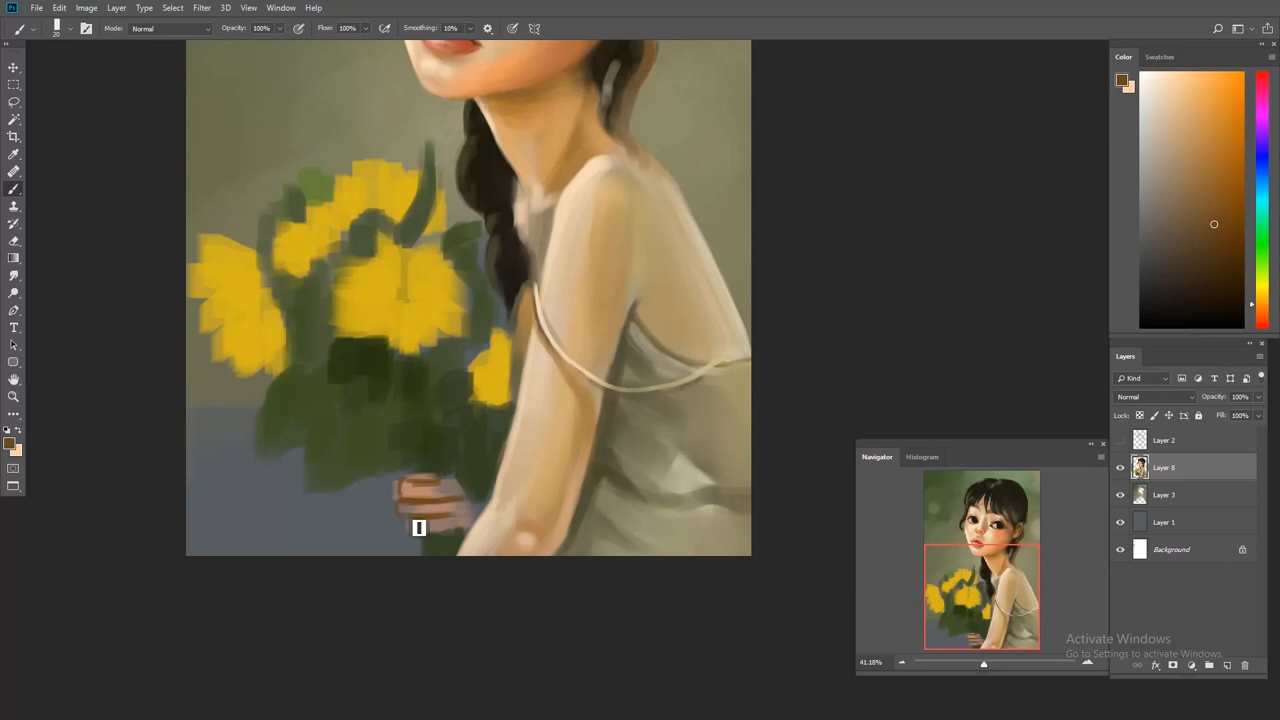 Ps File Edit Image Layer Type Select Filter 3D View Window Help
20 Mode: Normal Opacity: 100% Flow: 100% Smoothing: 10%
Color Swatches
Layers
Kind
Normal Opacity: 100%
Lock: Fill: 100%
Layer 2
Layer 8
Layer 3
Layer 1
Background
Navigator Histogram
41.18%
Activate Windows
Go to Settings to activate Windows.